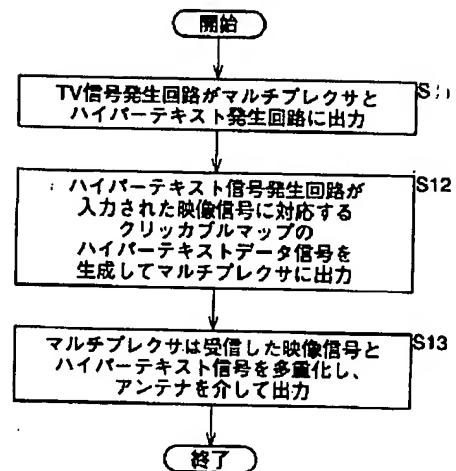 開始
TV信号発生回路がマルチプレクサと
ハイパーテキスト発生回路に出力
ハイパーテキスト信号発生回路が
S12
入力された映像信号に対応する
クリッカブルマップの
ハイパーテキストデータ信号を
生成してマルチプレクサに出力
マルチプレクサは受信した映像信号と
S13
ハイパーテキスト信号を多重化し、
アンテナを介して出力
終了